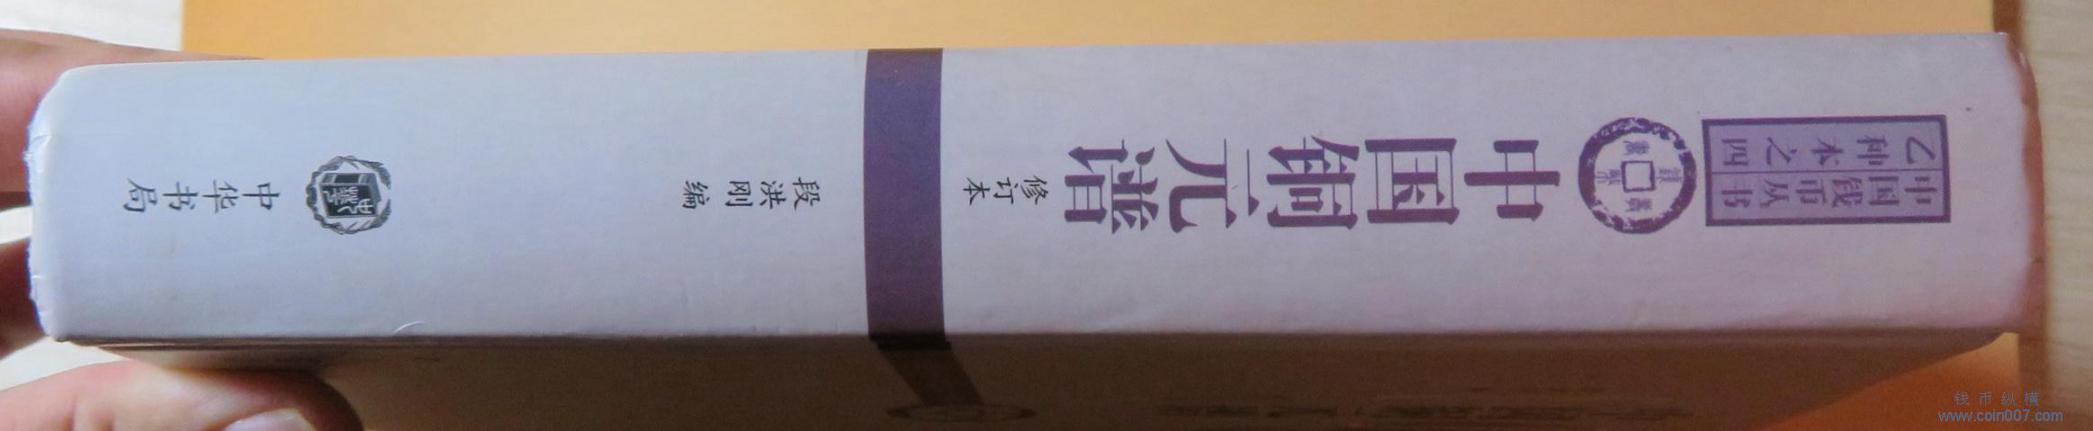 中国钱币丛书
乙种本之四
中国铜元谱
修订本
段洪刚编
中华书局
钱币纵横
www.coin007.com